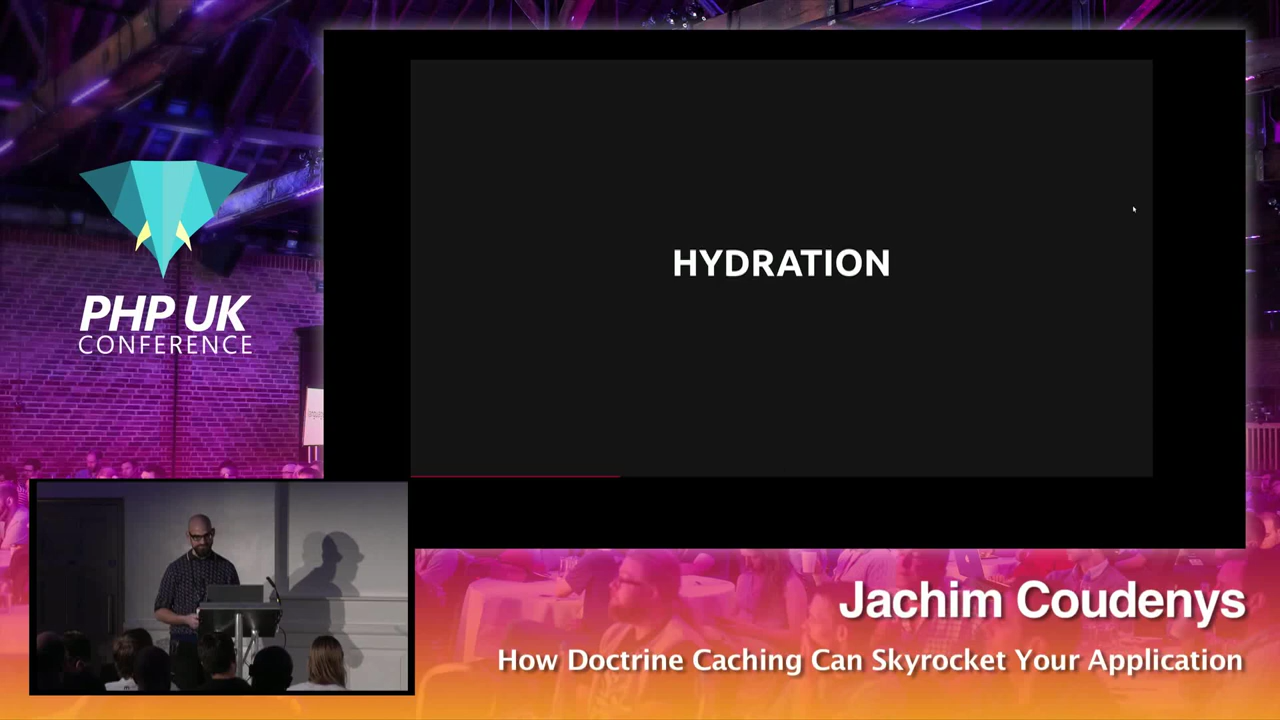 HYDRATION
PHP UK
CONFERENCE
Jachim Coudenys
How Doctrine Caching Can Skyrocket Your Application